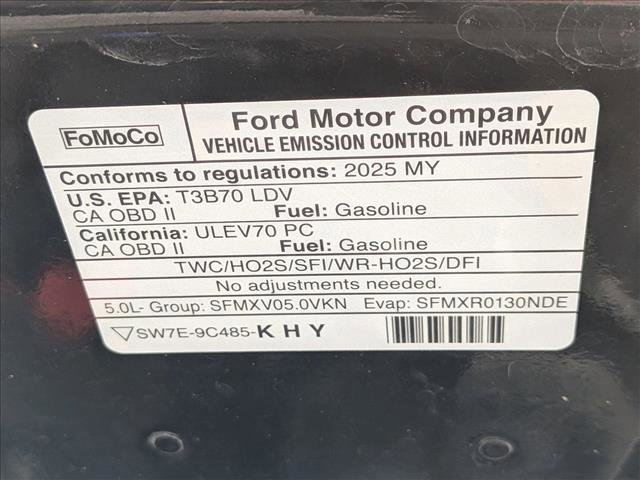 FoMoCo
Ford Motor Company
VEHICLE EMISSION CONTROL INFORMATION
Conforms to regulations: 2025 MY
U.S. EPA: T3B70 LDV
CA OBD II Fuel: Gasoline
California: ULEV70 PC
CA OBD II Fuel: Gasoline
TWC/HO2S/SFI/WR-HO2S/DFI
No adjustments needed.
5.0L- Group: SFMXV05.0VKN Evap: SFMXR0130NDE
SW7E-9C485-K H Y